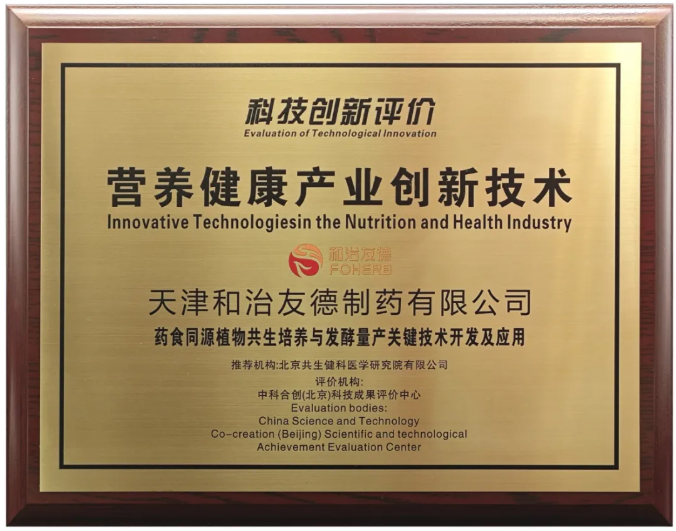 科技创新评价
Evaluation of Technological Innovation
营养健康产业创新技术
Innovative Technologiesin the Nutrition and Health Industry
和治友德
FOHERB
天津和治友德制药有限公司
药食同源植物共生培养与发酵量产关键技术开发及应用
推荐机构:北京共生健科医学研究院有限公司
评价机构:
中科合创(北京)科技成果评价中心
Evaluation bodies:
China Science and Technology
Co-creation (Beijing) Scientific and technological
Achievement Evaluation Center